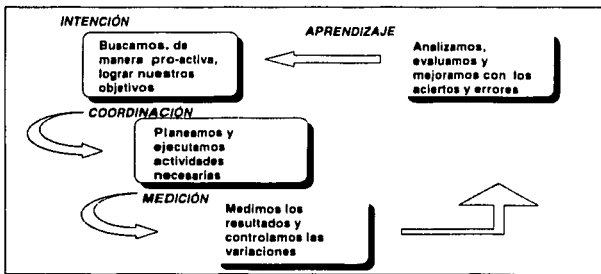 INTENCIÓN
Buscamos, de
manera pro-activa,
lograr nuestros
objetivos
APRENDIZAJE
Analizamos,
evaluamos y
mejoramos con los
aciertos y errores
COORDINACIÓN
Planeamos y
ejecutamos
actividades
necesarias
MEDICIÓN
Medimos los
resultados y
controlamos las
variaciones